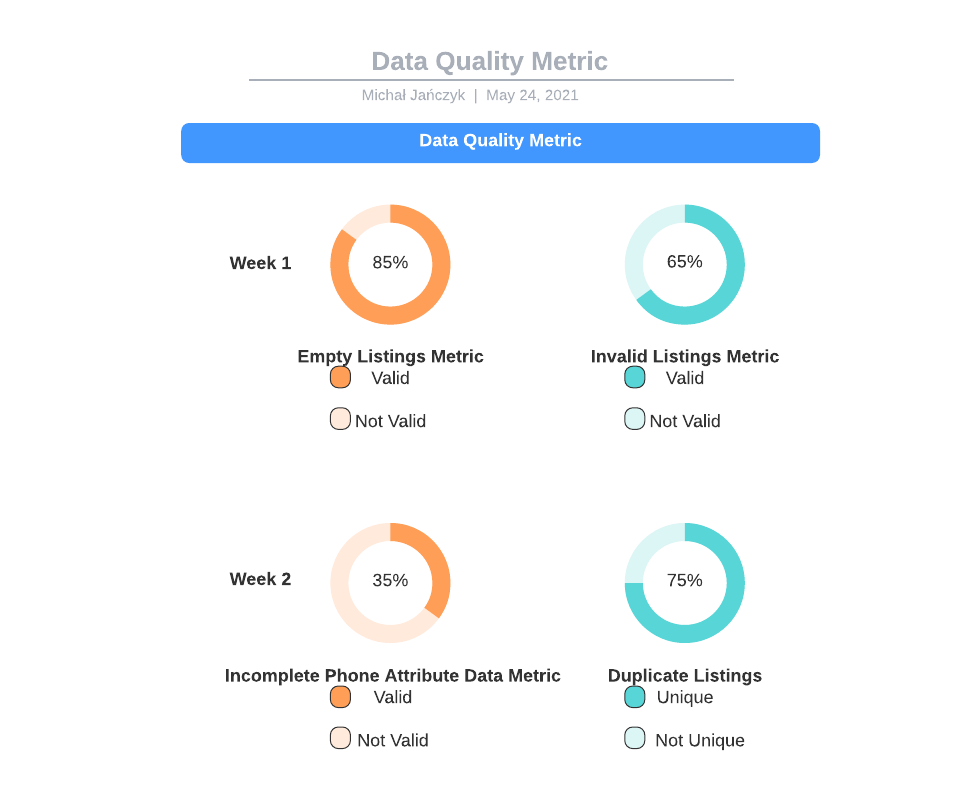 Data Quality Metric
Michał Jańczyk | May 24, 2021
Data Quality Metric
Week 1
85%
65%
Empty Listings Metric
Valid
Not Valid
Invalid Listings Metric
Valid
Not Valid
Week 2
35%
75%
Incomplete Phone Attribute Data Metric
Valid
Not Valid
Duplicate Listings
Unique
Not Unique